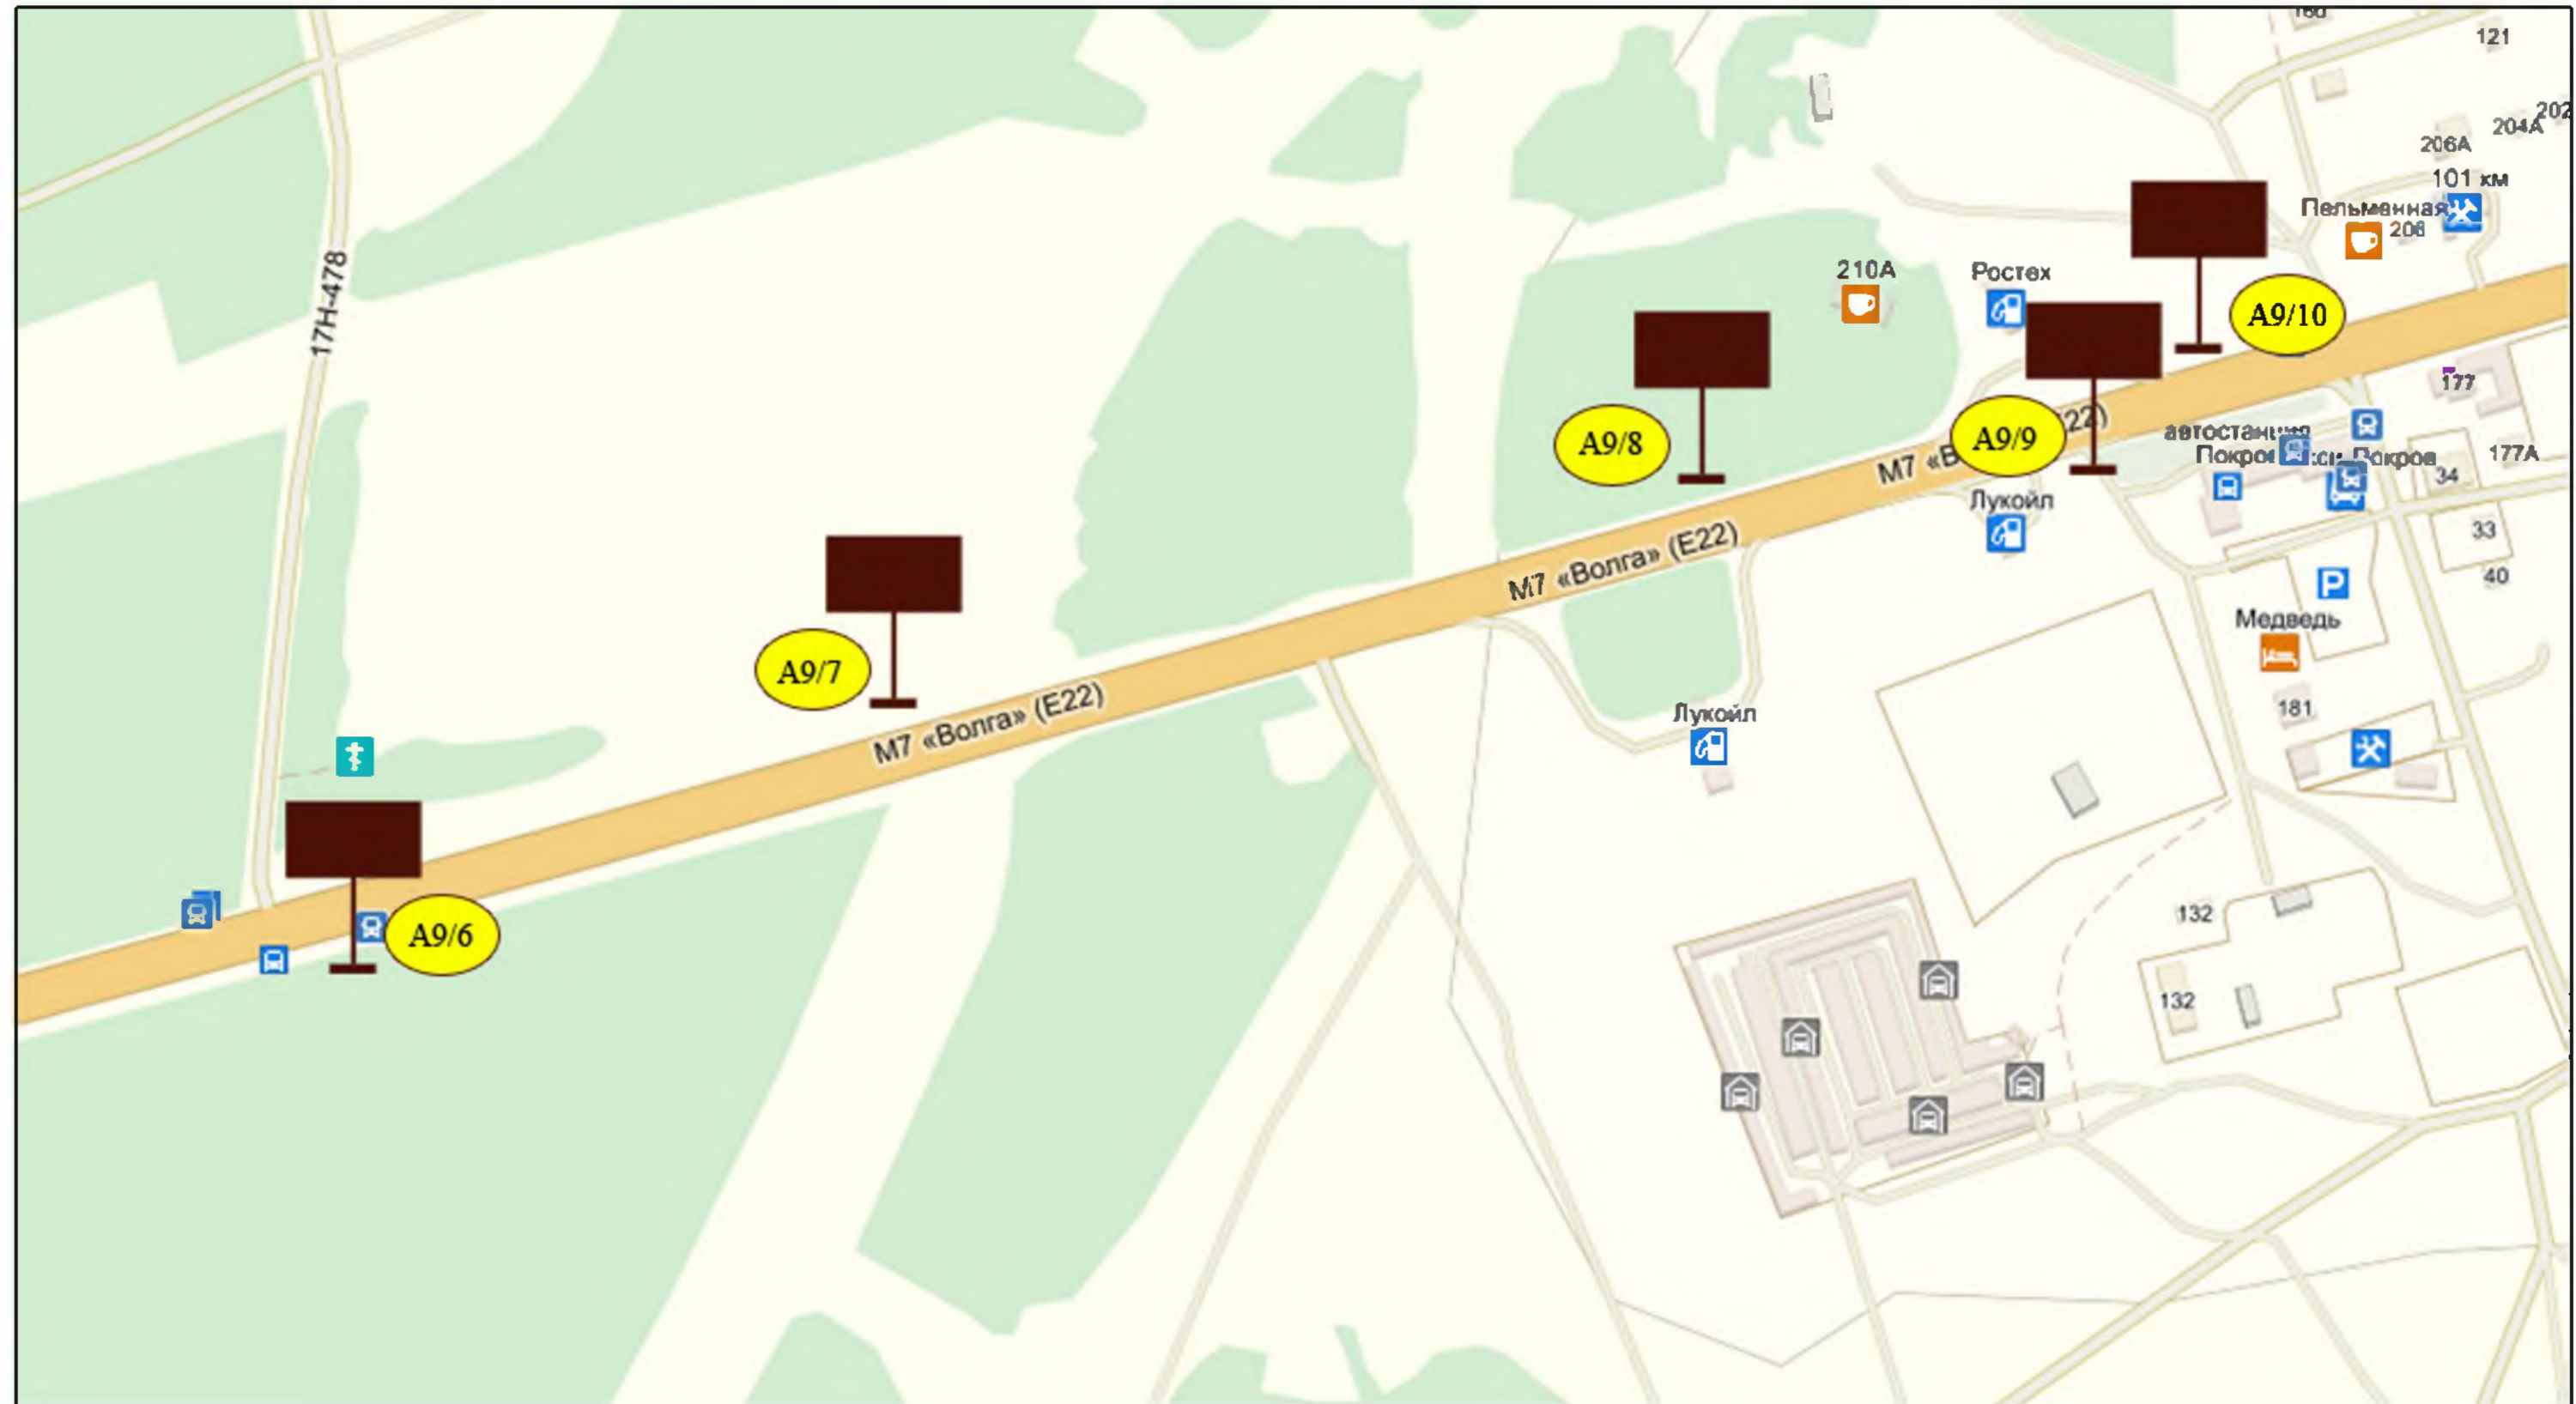 121
202
204А
206А
101 км
Пельменная
206
17Н-478
210А
Ростех
А9/10
177
А9/8
М7 «В
А9/9
22)
177А
34
Лукойл
33
М7 «Волга» (Е22)
40
Медведь
А9/7
181
Лукойл
М7 «Волга» (Е22)
132
А9/6
132